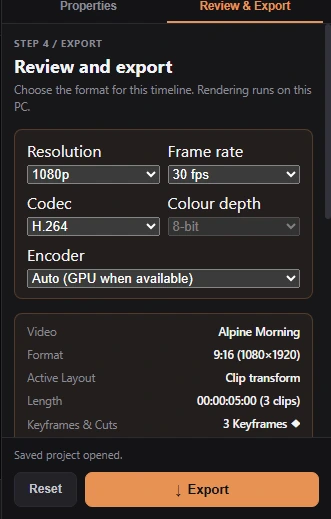 Properties Review & Export
STEP 4 / EXPORT
Review and export
Choose the format for this timeline. Rendering runs on this
PC.
Resolution Frame rate
1080p 30 fps
Codec Colour depth
H.264 8-bit
Encoder
Auto (GPU when available)
Video Alpine Morning
Format 9:16 (1080×1920)
Active Layout Clip transform
Length 00:00:05:00 (3 clips)
Keyframes & Cuts 3 Keyframes ◆
Saved project opened.
Reset ↓ Export